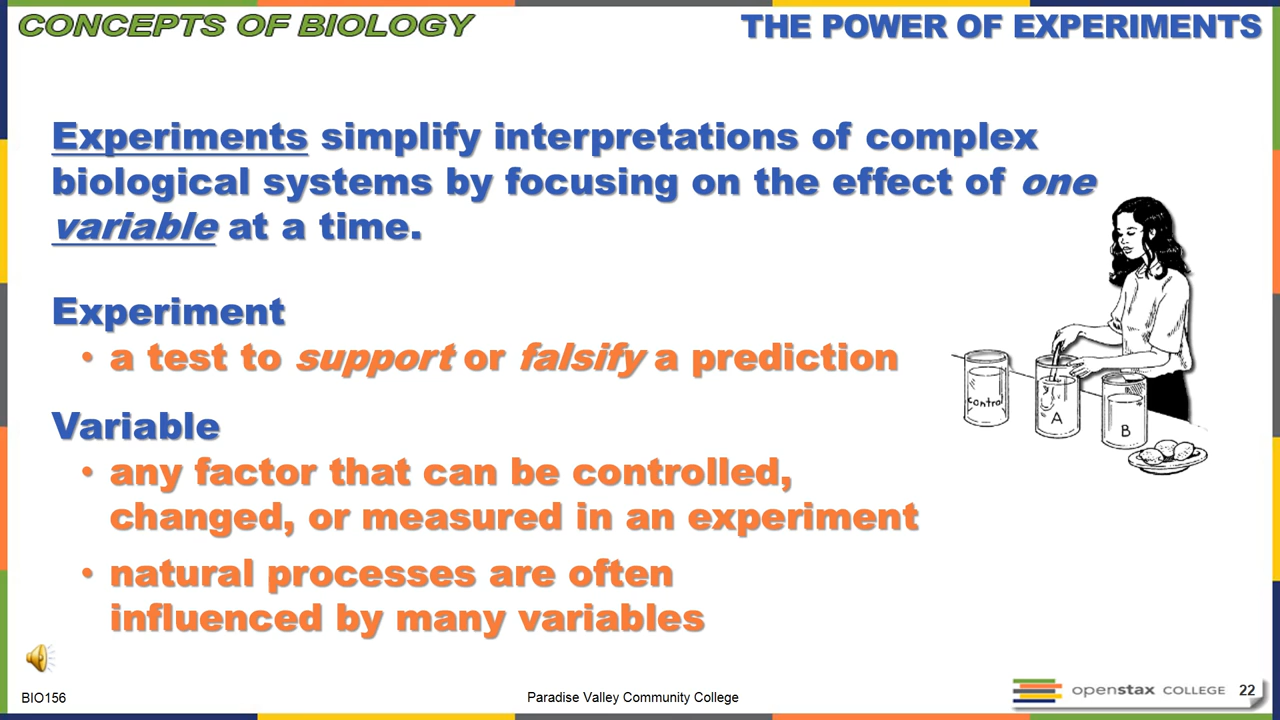 CONCEPTS OF BIOLOGY
THE POWER OF EXPERIMENTS
Experiments simplify interpretations of complex
biological systems by focusing on the effect of one
variable at a time.
Experiment
• a test to support or falsify a prediction
Variable
• any factor that can be controlled,
changed, or measured in an experiment
• natural processes are often
influenced by many variables
control
A
B
BIO156
Paradise Valley Community College
openstax COLLEGE
22